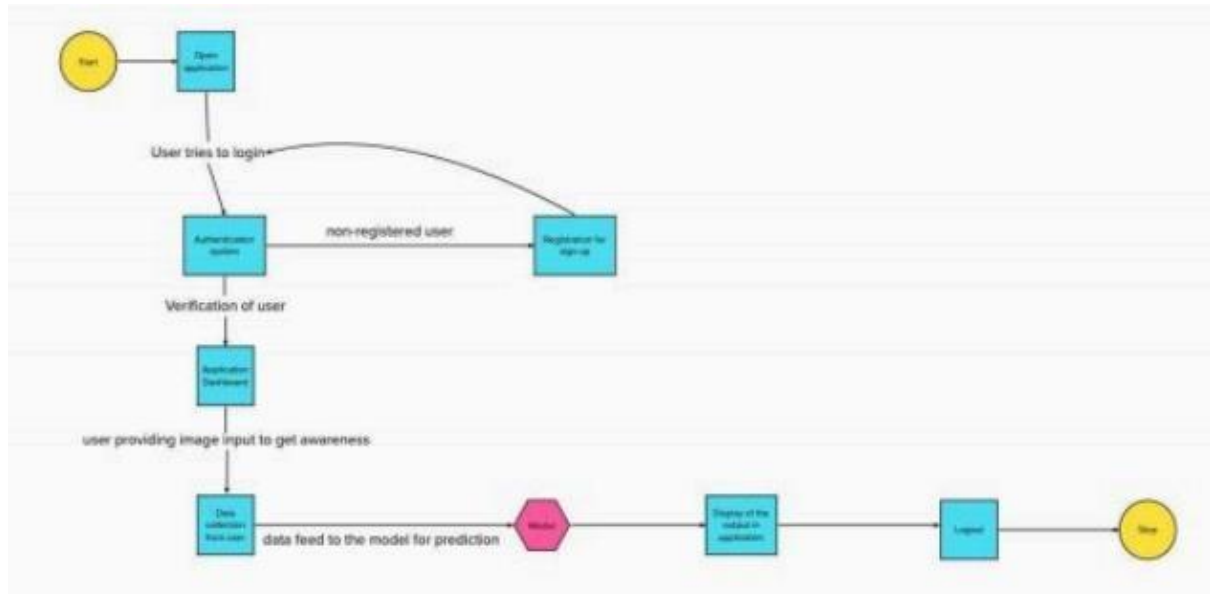 Start
Open
application
User tries to login
Authentication
system
non-registered user
Registration for
sign-up
Verification of user
Application
Dashboard
user providing image input to get awareness
Data
collection
from user
data feed to the model for prediction
Model
Display of the
output in
application
Logout
Stop